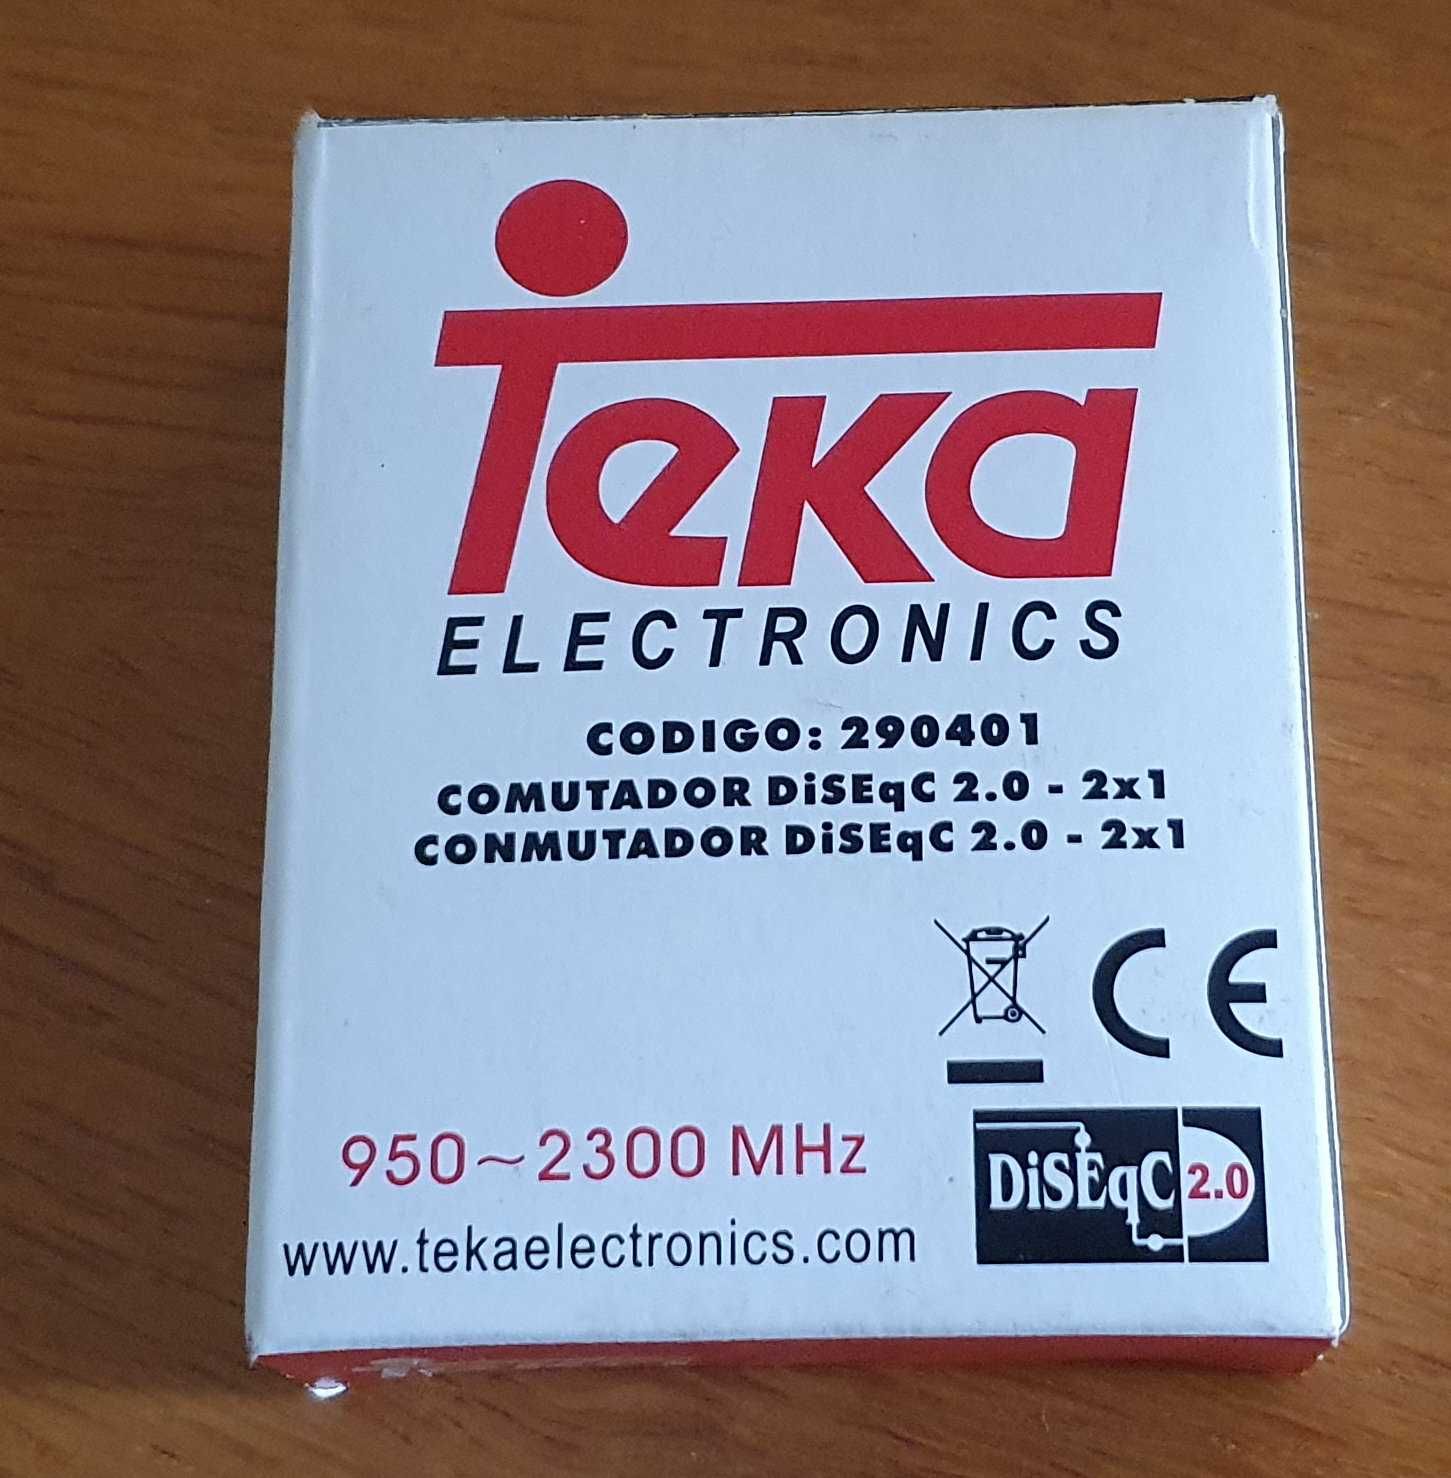 Teka
ELECTRONICS
CODIGO: 290401
COMUTADOR DiSEqC 2.0 - 2x1
CONMUTADOR DiSEqC 2.0 - 2x1
CE
950~2300 MHz
DiSEqC 2.0
www.tekaelectronics.com